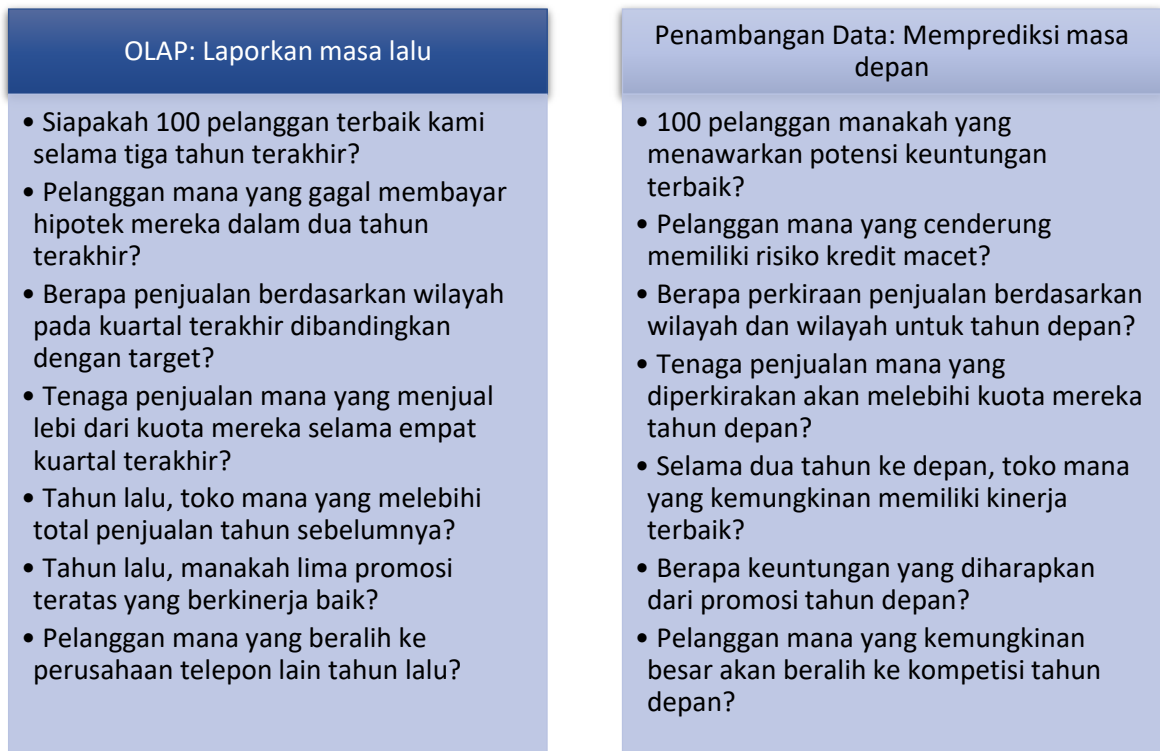 OLAP: Laporkan masa lalu
• Siapakah 100 pelanggan terbaik kami
selama tiga tahun terakhir?
• Pelanggan mana yang gagal membayar
hipotek mereka dalam dua tahun
terakhir?
• Berapa penjualan berdasarkan wilayah
pada kuartal terakhir dibandingkan
dengan target?
• Tenaga penjualan mana yang menjual
lebi dari kuota mereka selama empat
kuartal terakhir?
• Tahun lalu, toko mana yang melebihi
total penjualan tahun sebelumnya?
• Tahun lalu, manakah lima promosi
teratas yang berkinerja baik?
• Pelanggan mana yang beralih ke
perusahaan telepon lain tahun lalu?
Penambangan Data: Memprediksi masa
depan
• 100 pelanggan manakah yang
menawarkan potensi keuntungan
terbaik?
• Pelanggan mana yang cenderung
memiliki risiko kredit macet?
• Berapa perkiraan penjualan berdasarkan
wilayah dan wilayah untuk tahun depan?
• Tenaga penjualan mana yang
diperkirakan akan melebihi kuota mereka
tahun depan?
• Selama dua tahun ke depan, toko mana
yang kemungkinan memiliki kinerja
terbaik?
• Berapa keuntungan yang diharapkan
dari promosi tahun depan?
• Pelanggan mana yang kemungkinan
besar akan beralih ke kompetisi tahun
depan?